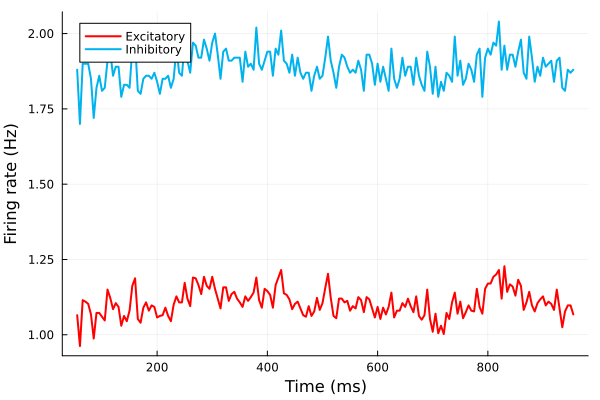 Excitatory
Inhibitory
Firing rate (Hz)
2.00
1.75
1.50
1.25
1.00
200 400 600 800
Time (ms)